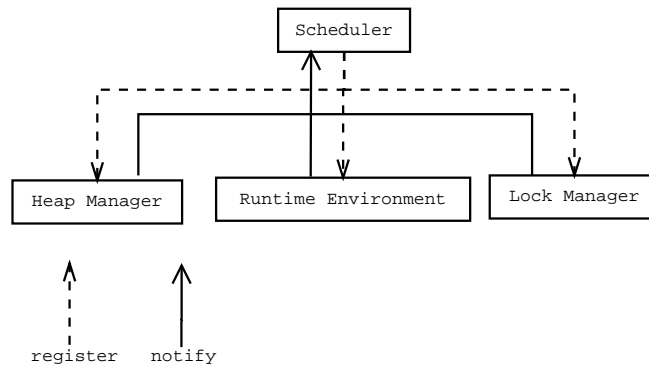 Scheduler
Heap Manager
Runtime Environment
Lock Manager
register
notify